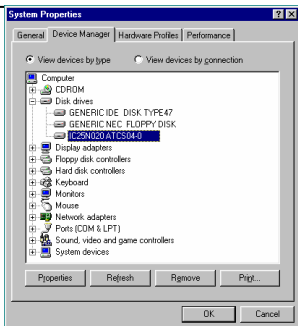 System Properties
General Device Manager Hardware Profiles Performance
View devices by type View devices by connection
Computer
CDROM
Disk drives
GENERIC IDE DISK TYPE47
GENERIC NEC FLOPPY DISK
IC25N020ATCS04-0
Display adapters
Floppy disk controllers
Hard disk controllers
Keyboard
Monitors
Mouse
Network adapters
Ports (COM & LPT)
Sound, video and game controllers
System devices
Properties Refresh Remove Print...
OK Cancel